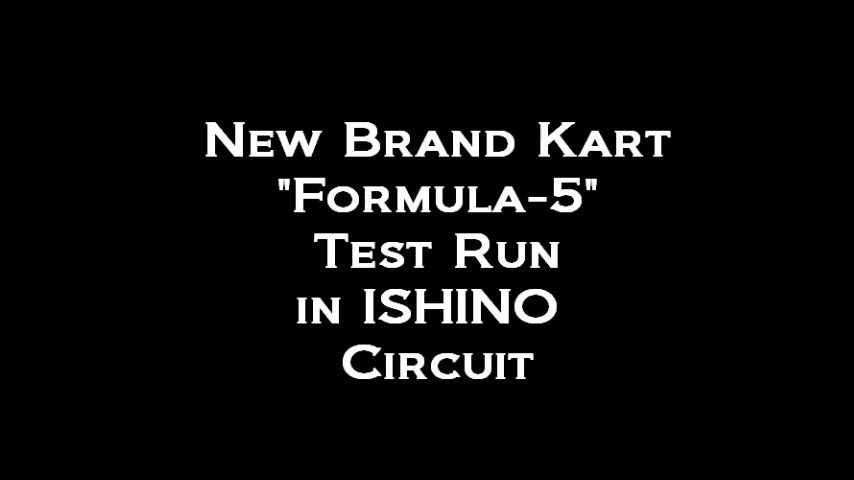 New Brand Kart
"Formula-5"
Test Run
in ISHINO
Circuit